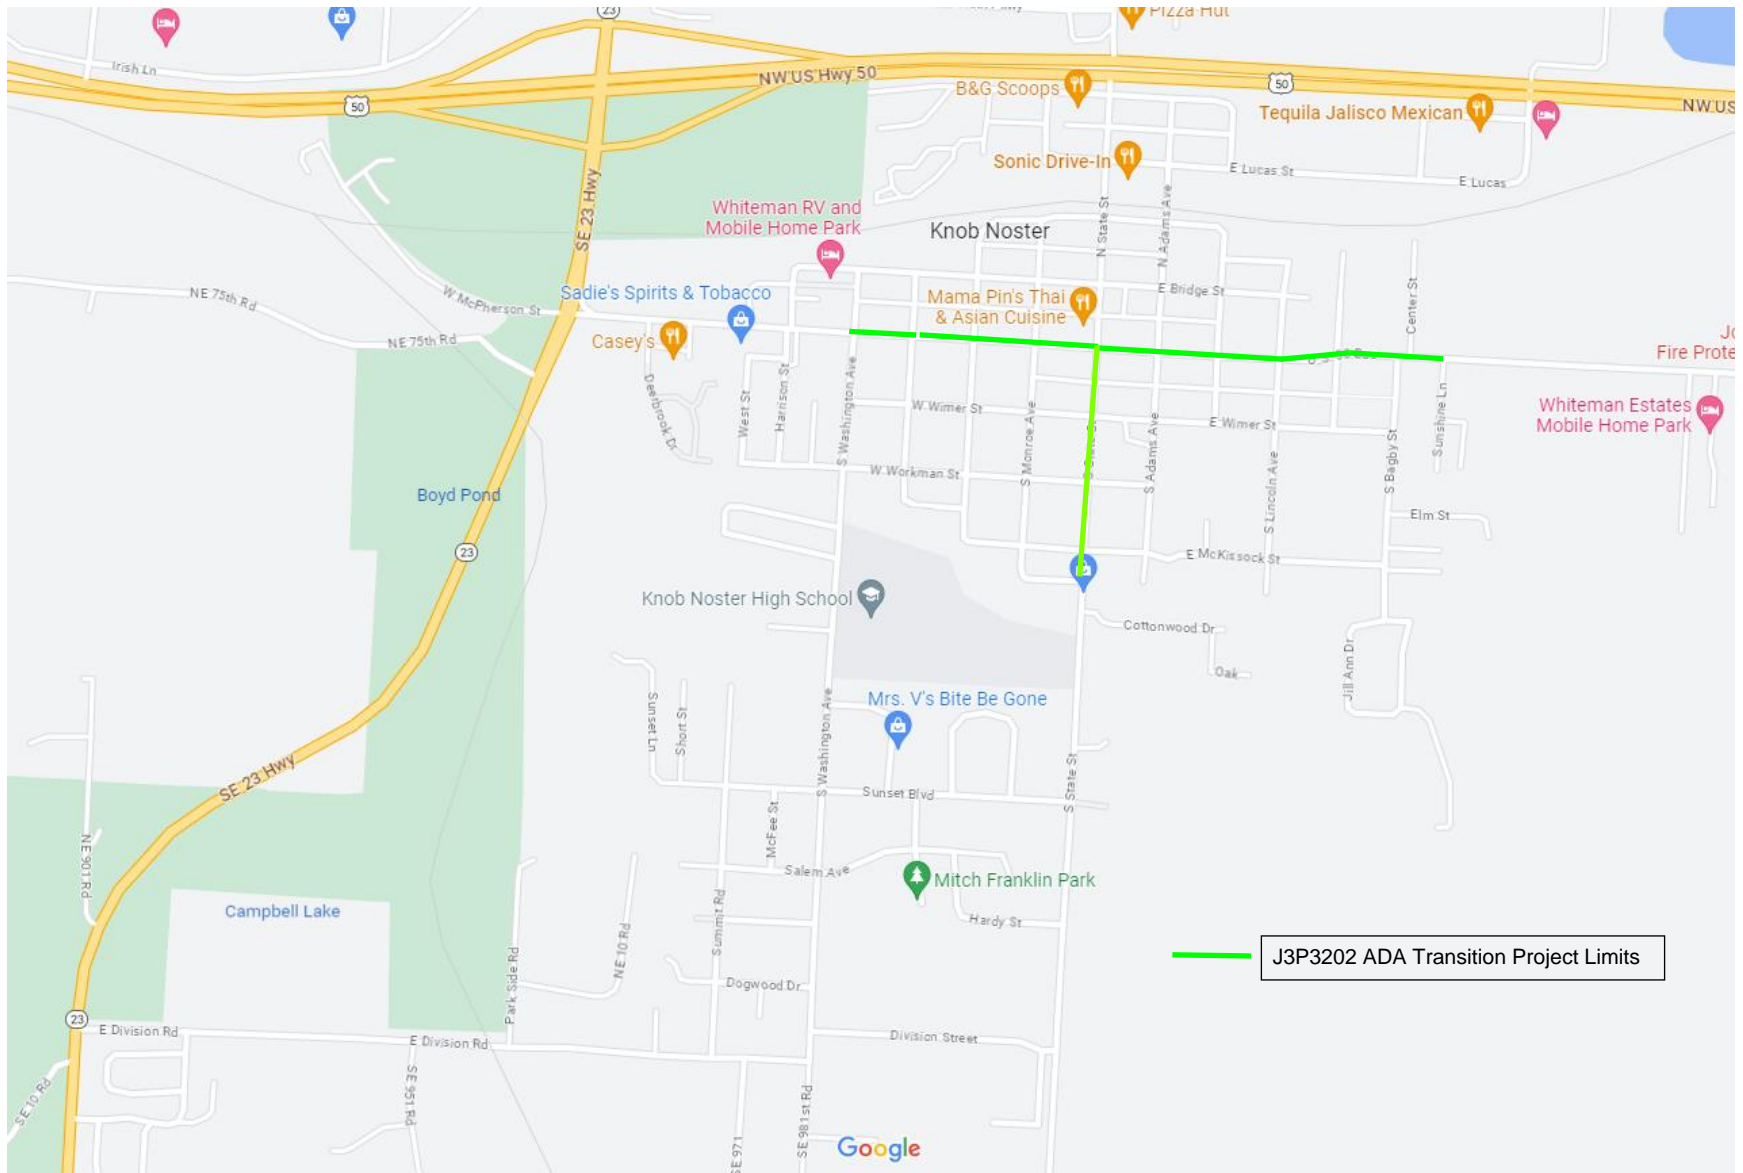 23
Pizza Hut
Irish Ln
NW US Hwy 50
50
50
B&G Scoops
Tequila Jalisco Mexican
NW US
Sonic Drive-In
E Lucas St
E Lucas
SE 23 Hwy
Whiteman RV and
Mobile Home Park
Knob Noster
N State St
N Adams Ave
NE 75th Rd
W McPherson St
Sadie's Spirits & Tobacco
Mama Pin's Thai
& Asian Cuisine
E Bridge St
Center St
NE 75th Rd
Casey's
Jo
Fire Prote
Deerbrook Dr
West St
Harrison St
S Washington Ave
W Wimer St
S Monroe Ave
S Adams Ave
E Wimer St
S Lincoln Ave
S Bagby St
Sunshine Ln
Whiteman Estates
Mobile Home Park
W Workman St
Boyd Pond
Elm St
23
E McKissock St
Knob Noster High School
Cottonwood Dr
Oak
Jill Ann Dr
Sunset Ln
Short St
S Washington Ave
Mrs. V's Bite Be Gone
SE 23 Hwy
S State St
Sunset Blvd
McFee St
NE 901 Rd
Salem Ave
Mitch Franklin Park
Campbell Lake
Summit Rd
Hardy St
NE 10 Rd
Park Side Rd
J3P3202 ADA Transition Project Limits
Dogwood Dr
23
E Division Rd
E Division Rd
Division Street
SE 10 Rd
SE 951 Rd
SE 971
SE 981st Rd
Google